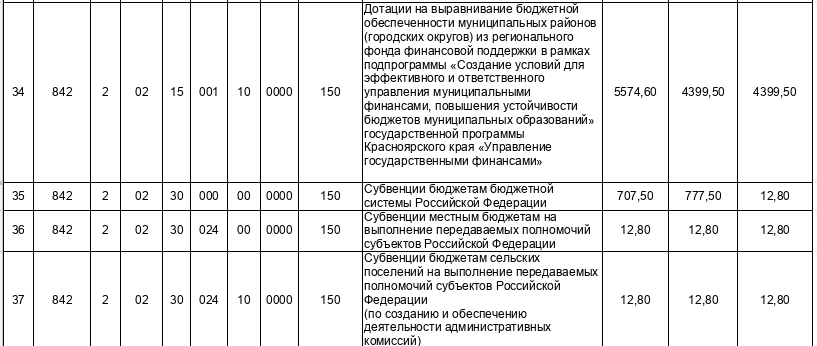 Дотации на выравнивание бюджетной
обеспеченности муниципальных районов
(городских округов) из регионального
фонда финансовой поддержки в рамках
подпрограммы «Создание условий для
эффективного и ответственного
управления муниципальными
финансами, повышения устойчивости
бюджетов муниципальных образований»
государственной программы
Красноярского края «Управление
государственными финансами»
34 842 2 02 15 001 10 0000 150 5574,60 4399,50 4399,50
Субвенции бюджетам бюджетной
системы Российской Федерации
35 842 2 02 30 000 00 0000 150 707,50 777,50 12,80
Субвенции местным бюджетам на
выполнение передаваемых полномочий
субъектов Российской Федерации
36 842 2 02 30 024 00 0000 150 12,80 12,80 12,80
Субвенции бюджетам сельских
поселений на выполнение передаваемых
полномочий субъектов Российской
Федерации
(по созданию и обеспечению
деятельности административных
комиссий)
37 842 2 02 30 024 10 0000 150 12,80 12,80 12,80